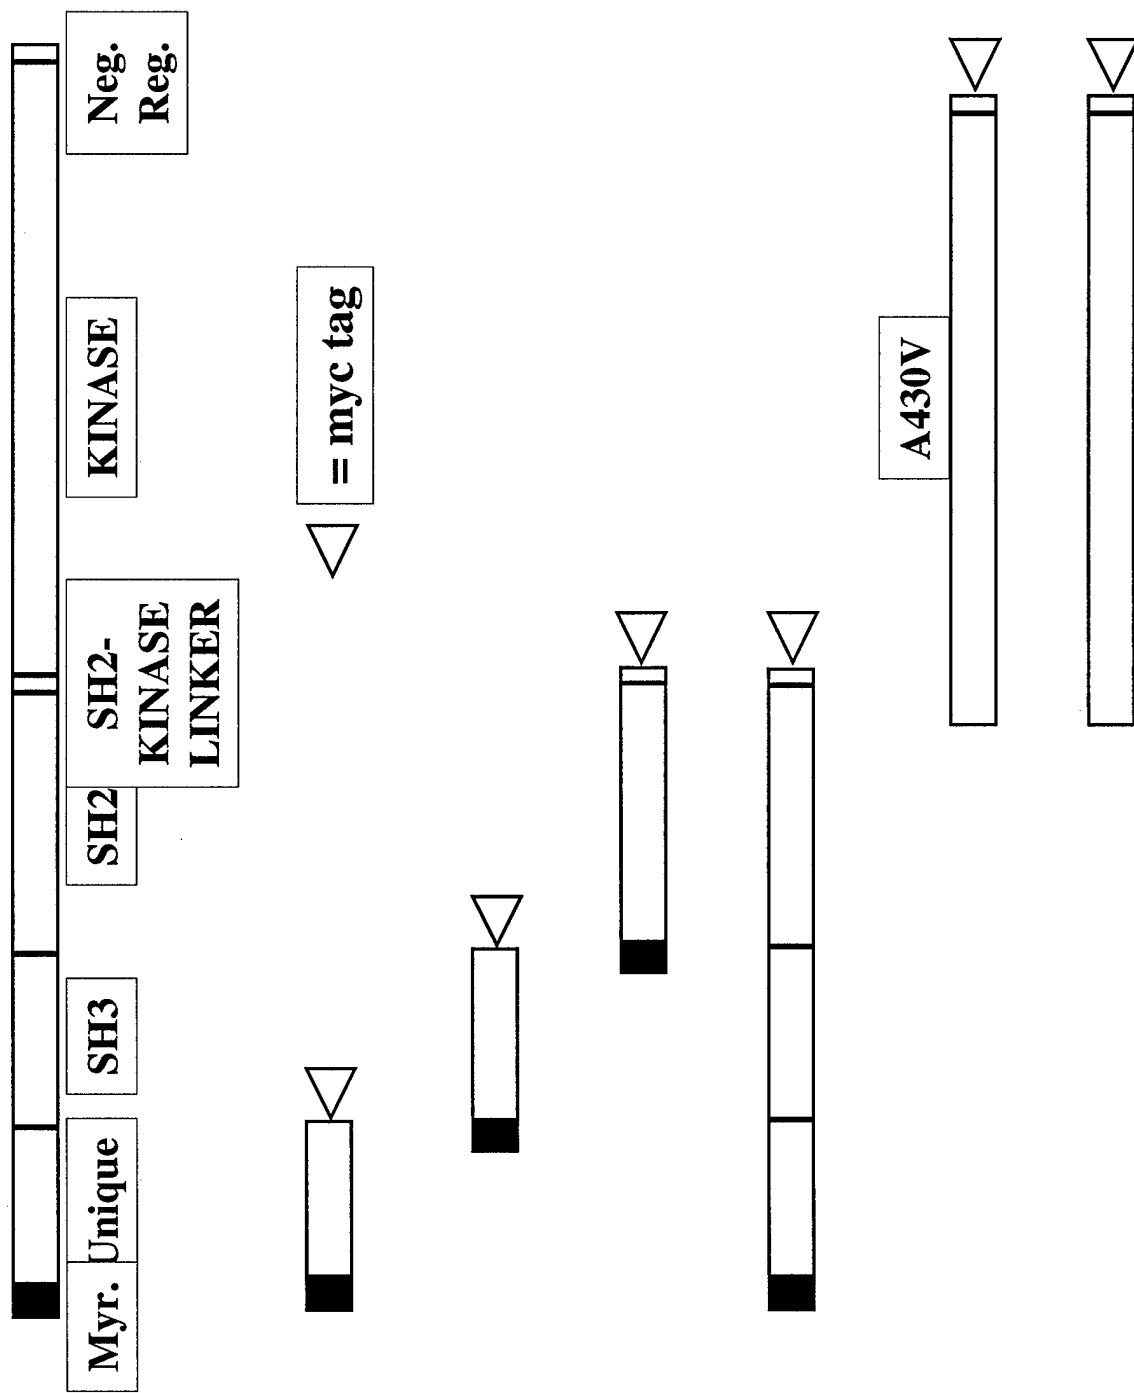 Myr.
Unique
SH3
SH2
SH2-
KINASE
LINKER
KINASE
Neg.
Reg.
= myc tag
A430V